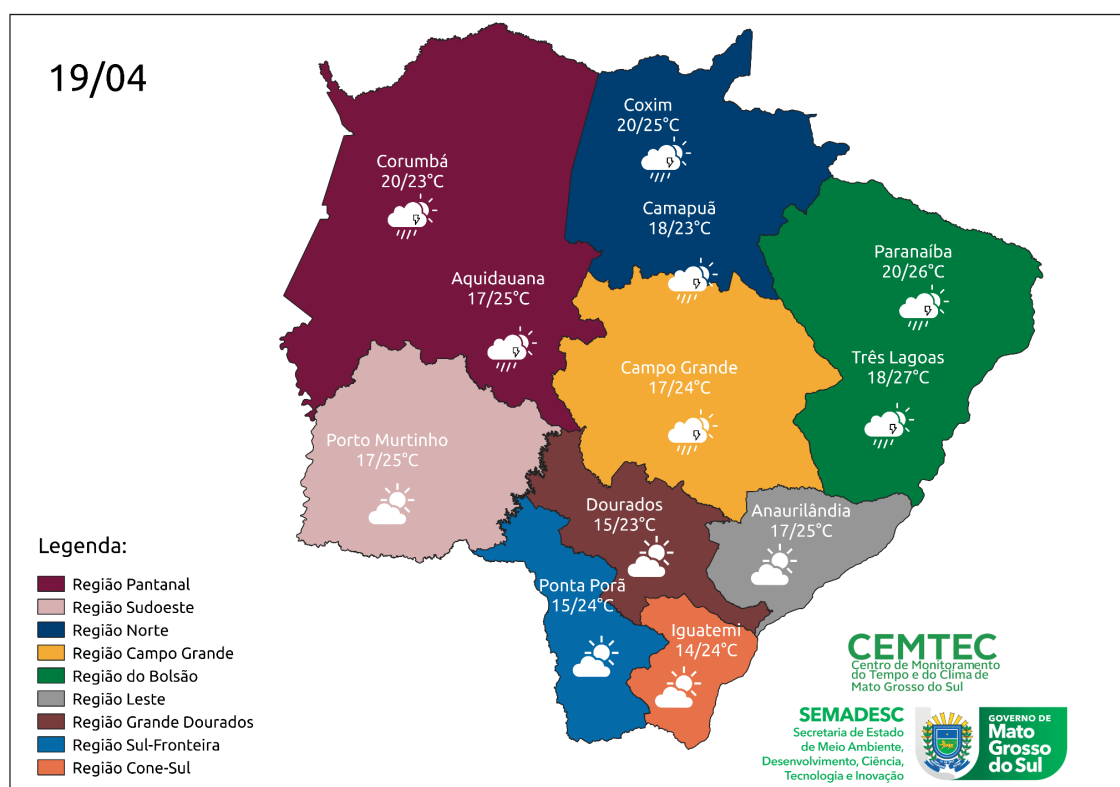 19/04
Coxim
20/25°C
Corumbá
20/23°C
Camapuã
18/23°C
Paranaíba
20/26°C
Aquidauana
17/25°C
Três Lagoas
18/27°C
Campo Grande
17/24°C
Porto Murtinho
17/25°C
Dourados
15/23°C
Anaurilândia
17/25°C
Ponta Porã
15/24°C
Iguatemi
14/24°C
Legenda:
Região Pantanal
Região Sudoeste
Região Norte
Região Campo Grande
Região do Bolsão
Região Leste
Região Grande Dourados
Região Sul-Fronteira
Região Cone-Sul
CEMTEC
Centro de Monitoramento
do Tempo e do Clima de
Mato Grosso do Sul
SEMADESC
Secretaria de Estado
de Meio Ambiente,
Desenvolvimento, Ciência,
Tecnologia e Inovação
GOVERNO DE
Mato
Grosso
do Sul